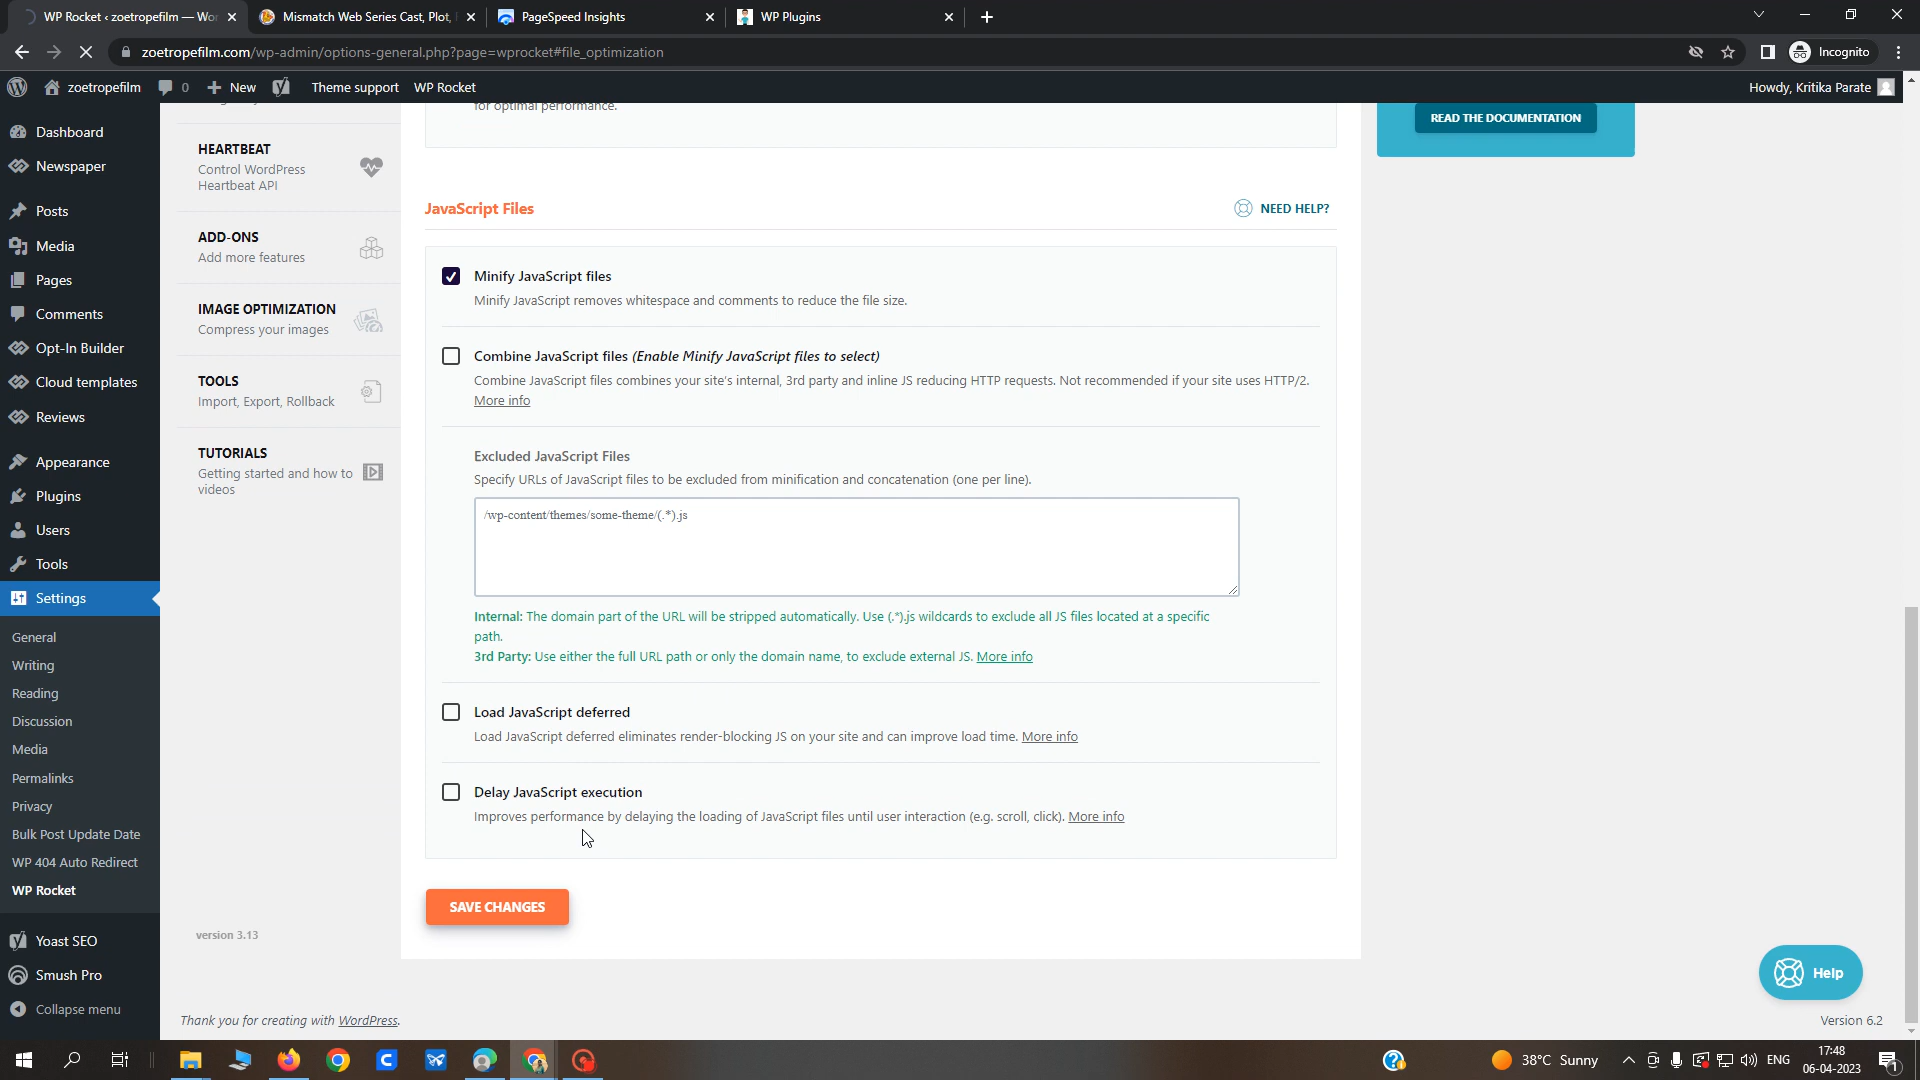 WP Rocket ‹ zoetropefilm — Wor
Mismatch Web Series Cast, Plot,
PageSpeed Insights
WP Plugins
zoetropefilm.com/wp-admin/options-general.php?page=wprocket#file_optimization
Incognito
zoetropefilm
0
New
Theme support
WP Rocket
Howdy, Kritika Parate
Dashboard
Newspaper
Posts
Media
Pages
Comments
Opt-In Builder
Cloud templates
Reviews
Appearance
Plugins
Users
Tools
Settings
General
Writing
Reading
Discussion
Media
Permalinks
Privacy
Bulk Post Update Date
WP 404 Auto Redirect
WP Rocket
Yoast SEO
Smush Pro
Collapse menu
HEARTBEAT
Control WordPress
Heartbeat API
ADD-ONS
Add more features
IMAGE OPTIMIZATION
Compress your images
TOOLS
Import, Export, Rollback
TUTORIALS
Getting started and how to
videos
version 3.13
for optimal performance.
JavaScript Files
NEED HELP?
Minify JavaScript files
Minify JavaScript removes whitespace and comments to reduce the file size.
Combine JavaScript files (Enable Minify JavaScript files to select)
Combine JavaScript files combines your site's internal, 3rd party and inline JS reducing HTTP requests. Not recommended if your site uses HTTP/2.
More info
Excluded JavaScript Files
Specify URLs of JavaScript files to be excluded from minification and concatenation (one per line).
/wp-content/themes/some-theme/(.*).js
Internal: The domain part of the URL will be stripped automatically. Use (.*).js wildcards to exclude all JS files located at a specific
path.
3rd Party: Use either the full URL path or only the domain name, to exclude external JS. More info
Load JavaScript deferred
Load JavaScript deferred eliminates render-blocking JS on your site and can improve load time. More info
Delay JavaScript execution
Improves performance by delaying the loading of JavaScript files until user interaction (e.g. scroll, click). More info
SAVE CHANGES
READ THE DOCUMENTATION
Help
Thank you for creating with WordPress.
Version 6.2
38°C Sunny
ENG
17:48
06-04-2023
1